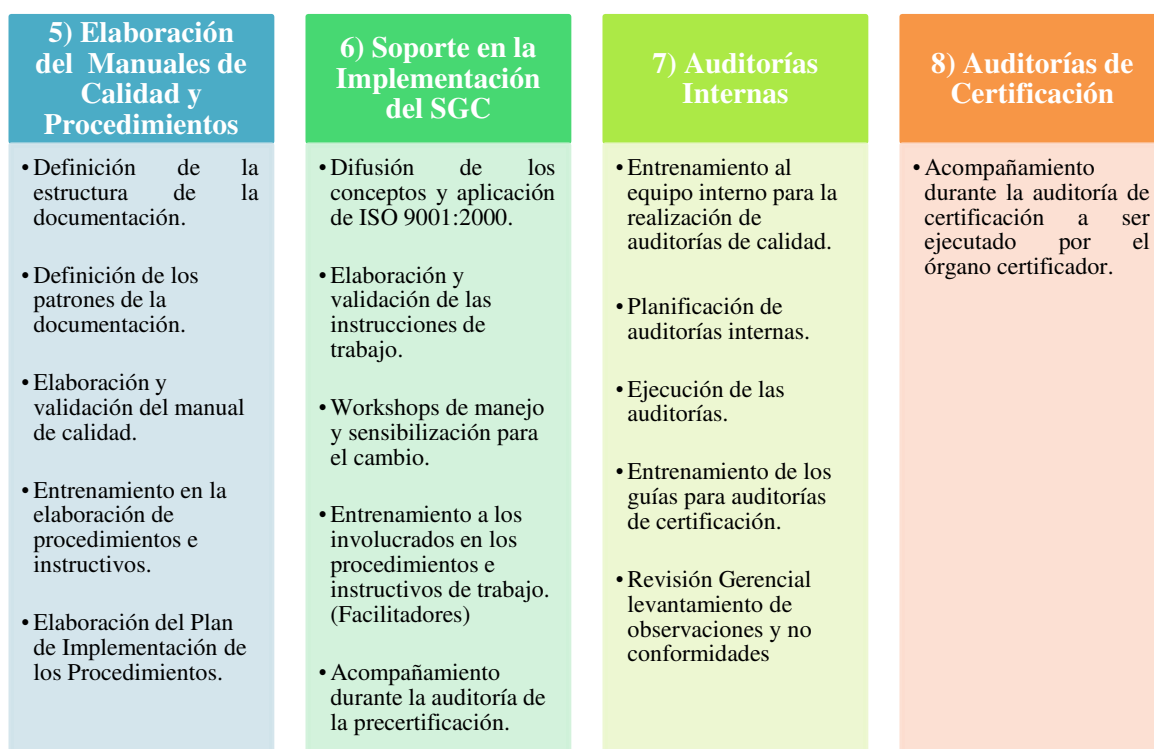 5) Elaboración
del Manuales de
Calidad y
Procedimientos
• Definición de la
estructura de la
documentación.
• Definición de los
patrones de la
documentación.
• Elaboración y
validación del manual
de calidad.
• Entrenamiento en la
elaboración de
procedimientos e
instructivos.
• Elaboración del Plan
de Implementación de
los Procedimientos.
6) Soporte en la
Implementación
del SGC
• Difusión de los
conceptos y aplicación
de ISO 9001:2000.
• Elaboración y
validación de las
instrucciones de
trabajo.
• Workshops de manejo
y sensibilización para
el cambio.
• Entrenamiento a los
involucrados en los
procedimientos e
instructivos de trabajo.
(Facilitadores)
• Acompañamiento
durante la auditoría de
la precertificación.
7) Auditorías
Internas
• Entrenamiento al
equipo interno para la
realización de
auditorías de calidad.
• Planificación de
auditorías internas.
• Ejecución de las
auditorías.
• Entrenamiento de los
guías para auditorías
de certificación.
• Revisión Gerencial
levantamiento de
observaciones y no
conformidades
8) Auditorías de
Certificación
• Acompañamiento
durante la auditoría de
certificación a ser
ejecutado por el
órgano certificador.